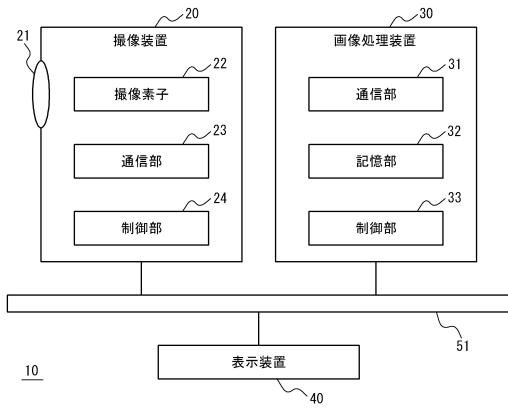 20
30
21
撮像装置
画像処理装置
22
31
撮像素子
通信部
23
32
通信部
記憶部
24
33
制御部
制御部
51
表示装置
10
40